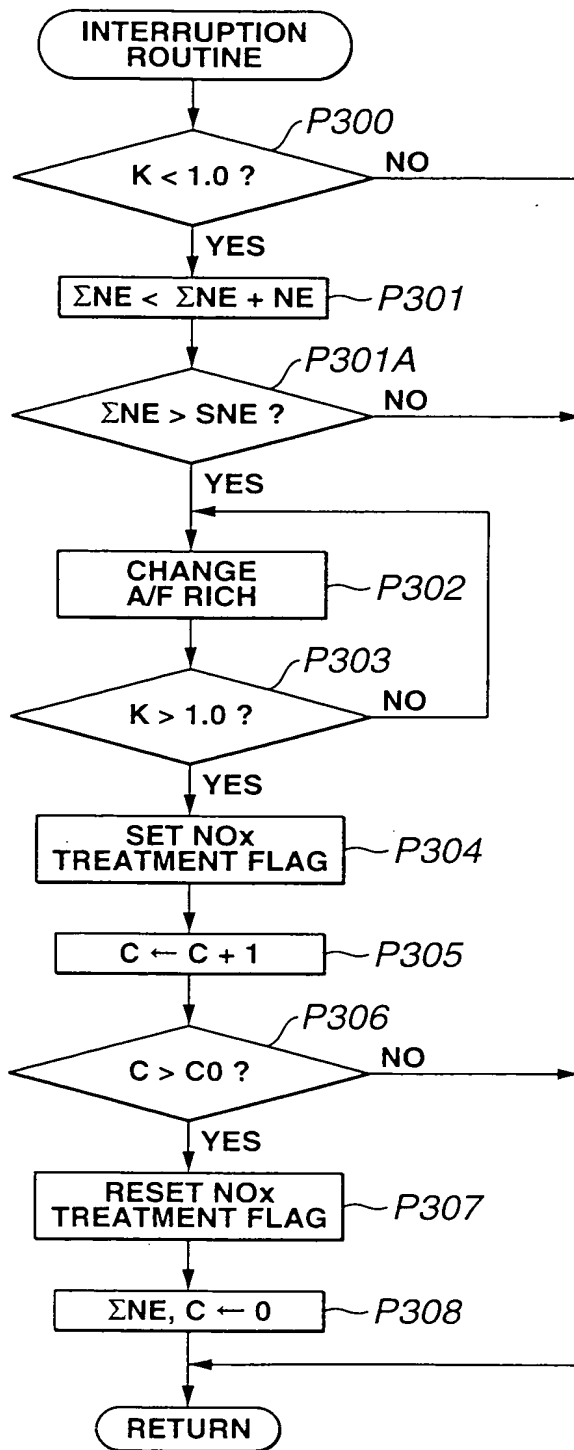 INTERRUPTION
ROUTINE
P300
K < 1.0 ?
NO
YES
ΣNE < ΣNE + NE
P301
P301A
ΣNE > SNE ?
NO
YES
CHANGE
A/F RICH
P302
P303
K > 1.0 ?
NO
YES
SET NOx
TREATMENT FLAG
P304
C ← C + 1
P305
P306
C > C0 ?
NO
YES
RESET NOx
TREATMENT FLAG
P307
ΣNE, C ← 0
P308
RETURN